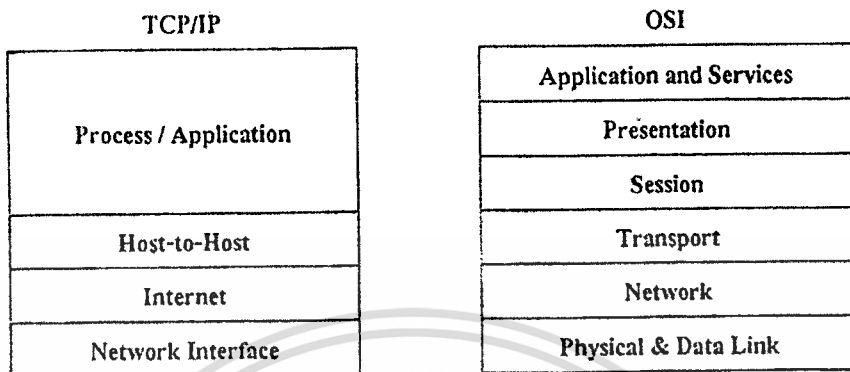 TCP/IP
Process / Application
Host-to-Host
Internet
Network Interface
OSI
Application and Services
Presentation
Session
Transport
Network
Physical & Data Link